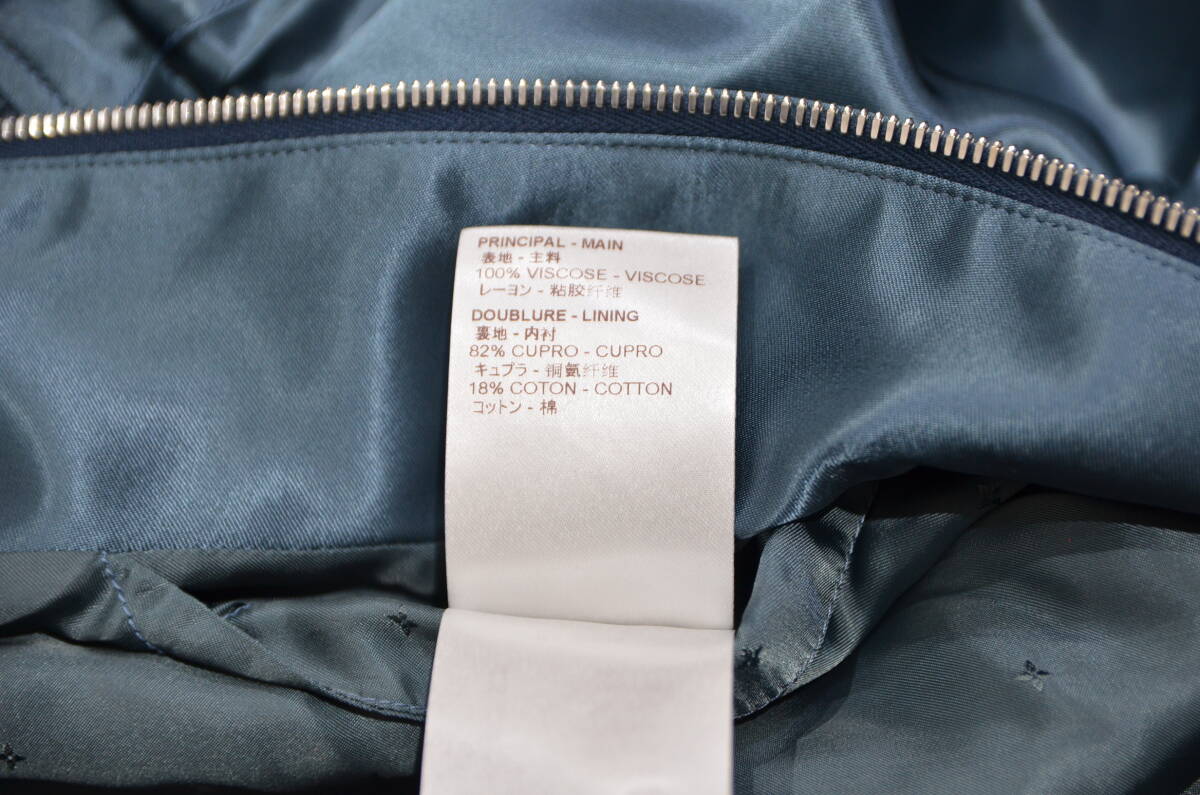 PRINCIPAL - MAIN
表地 - 主料
100% VISCOSE - VISCOSE
レーヨン - 粘胶纤维
DOUBLURE - LINING
裏地 - 内衬
82% CUPRO - CUPRO
キュプラ - 铜氨纤维
18% COTON - COTTON
コットン - 棉